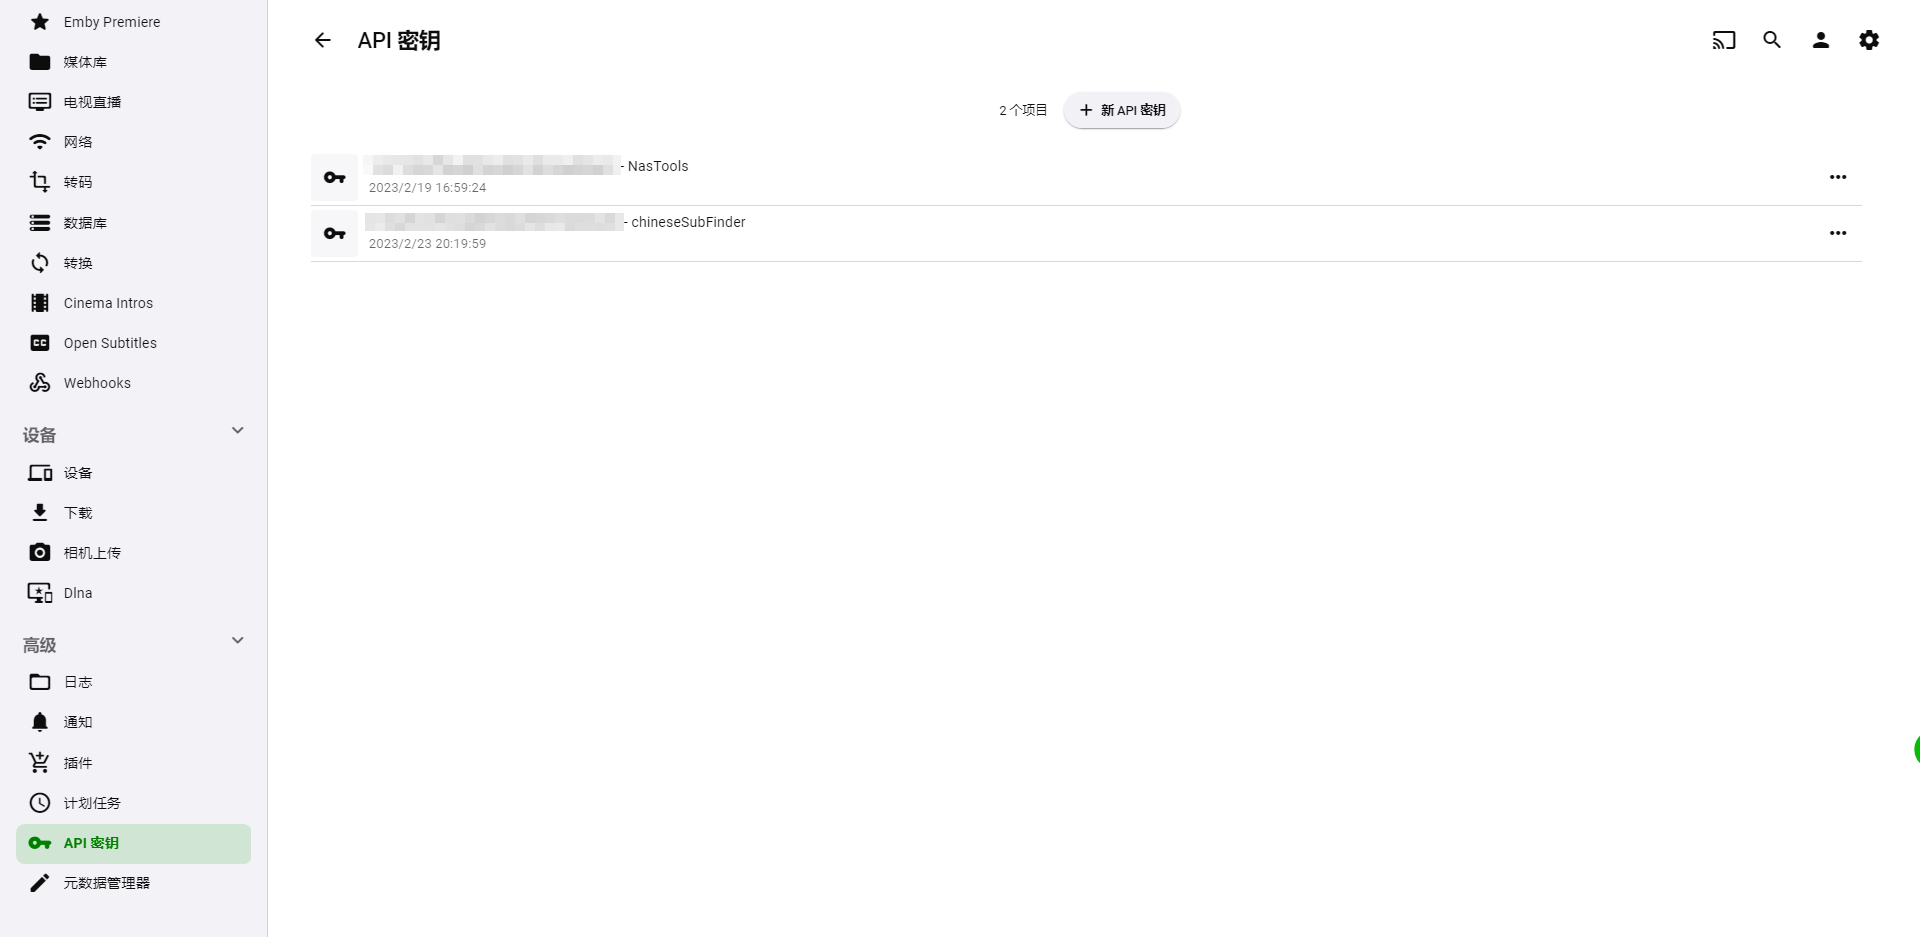 Emby Premiere
媒体库
电视直播
网络
转码
数据库
转换
Cinema Intros
Open Subtitles
Webhooks
设备
设备
下载
相机上传
Dlna
高级
日志
通知
插件
计划任务
API 密钥
元数据管理器
API 密钥
2 个项目
新 API 密钥
- NasTools
2023/2/19 16:59:24
- chineseSubFinder
2023/2/23 20:19:59